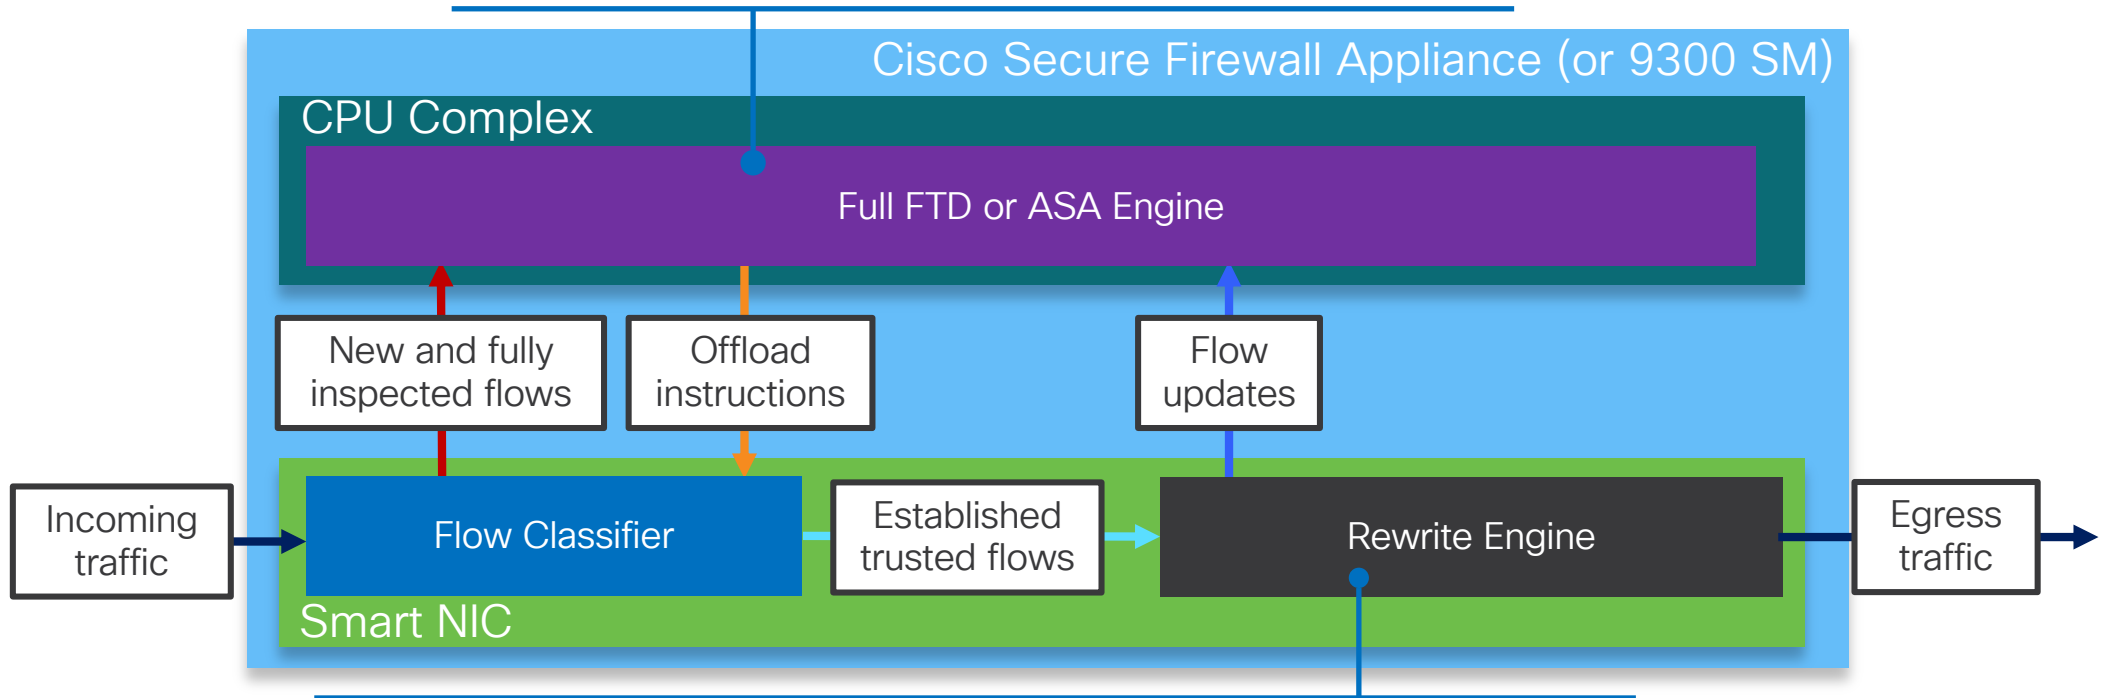 Cisco Secure Firewall Appliance (or 9300 SM)
CPU Complex
Full FTD or ASA Engine
New and fully
inspected flows
Offload
instructions
Flow
updates
Incoming
traffic
Flow Classifier
Established
trusted flows
Rewrite Engine
Egress
traffic
Smart NIC